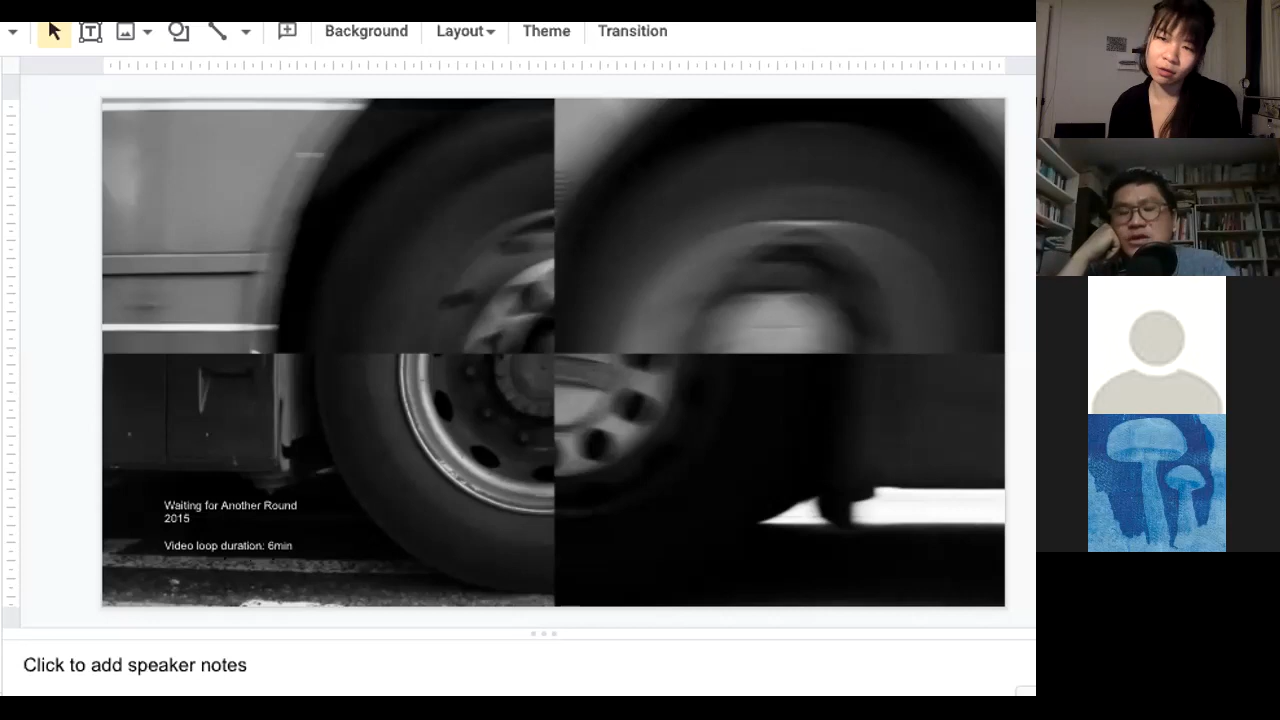 Background
Layout
Theme
Transition
Waiting for Another Round
2015
Video loop duration: 6min
Click to add speaker notes